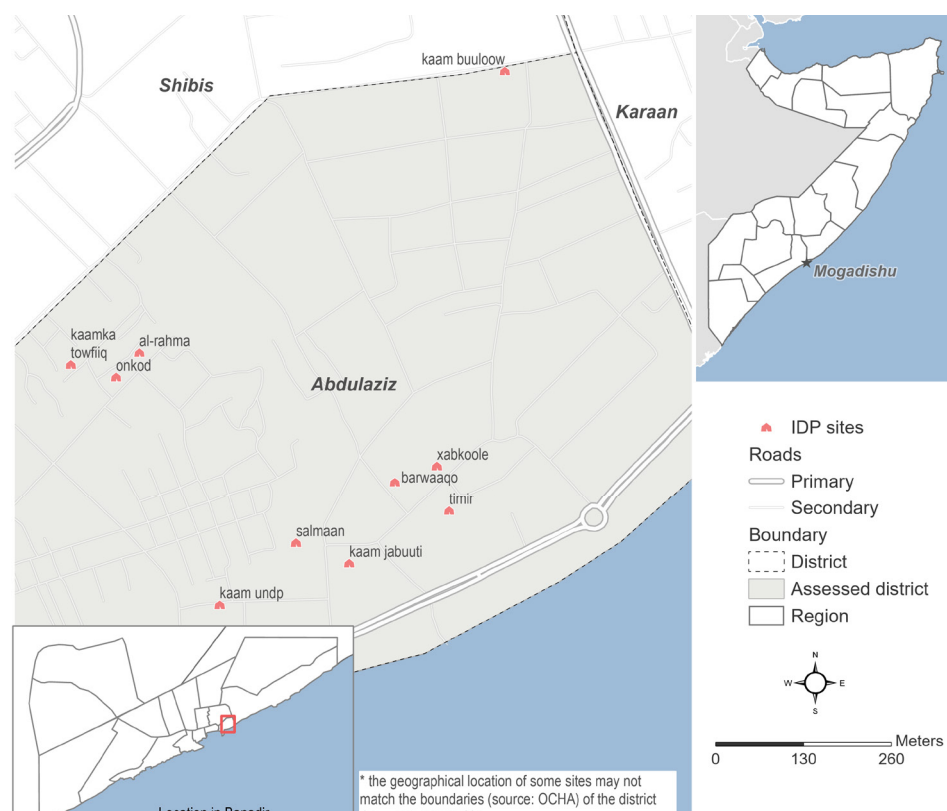 kaam buuloow
Shibis
Karaan
Mogadishu
kaamka
towfiiq
al-rahma
onkod
Abdulaziz
xabkoole
barwaaqo
timir
salmaan
kaam jabuuti
kaam undp
IDP sites
Roads
Primary
Secondary
Boundary
District
Assessed district
Region
N
W
E
S
Meters
0
130
260
* the geographical location of some sites may not
match the boundaries (source: OCHA) of the district